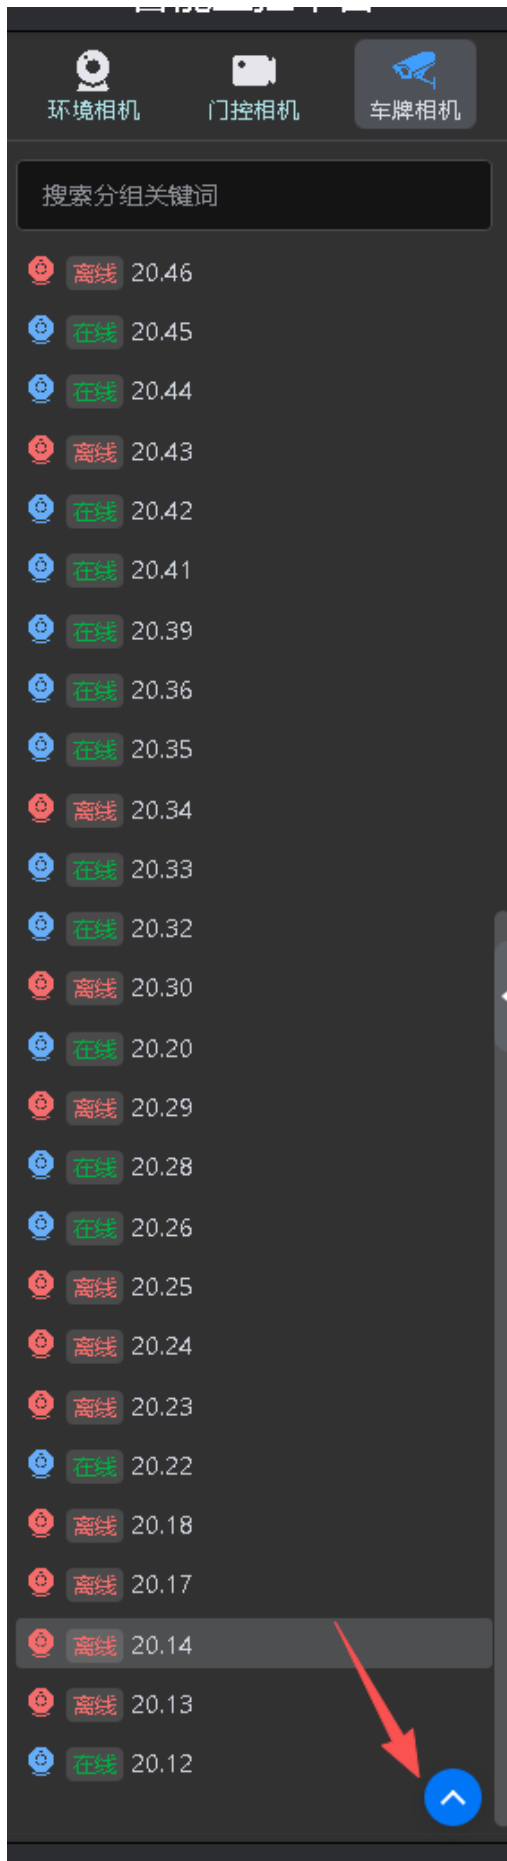 环境相机 门控相机 车牌相机
搜索分组关键词
离线 20.46
在线 20.45
在线 20.44
离线 20.43
在线 20.42
在线 20.41
在线 20.39
在线 20.36
在线 20.35
离线 20.34
在线 20.33
在线 20.32
离线 20.30
在线 20.20
离线 20.29
在线 20.28
在线 20.26
离线 20.25
离线 20.24
离线 20.23
在线 20.22
离线 20.18
离线 20.17
离线 20.14
离线 20.13
在线 20.12